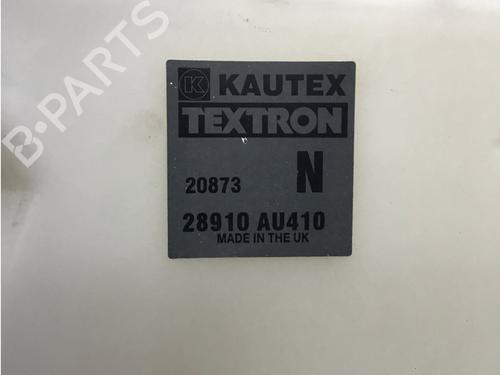 B-PARTS
K KAUTEX
TEXTRON
20873 N
28910 AU410
MADE IN THE UK